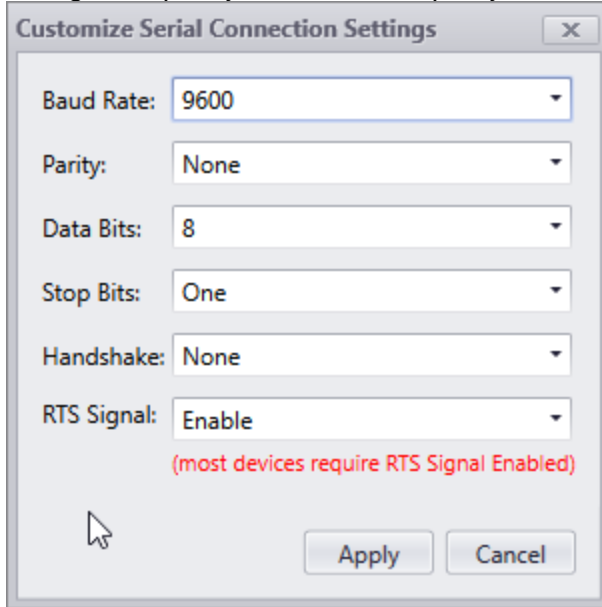 Customize Serial Connection Settings
Baud Rate: 9600
Parity: None
Data Bits: 8
Stop Bits: One
Handshake: None
RTS Signal: Enable
(most devices require RTS Signal Enabled)
Apply Cancel